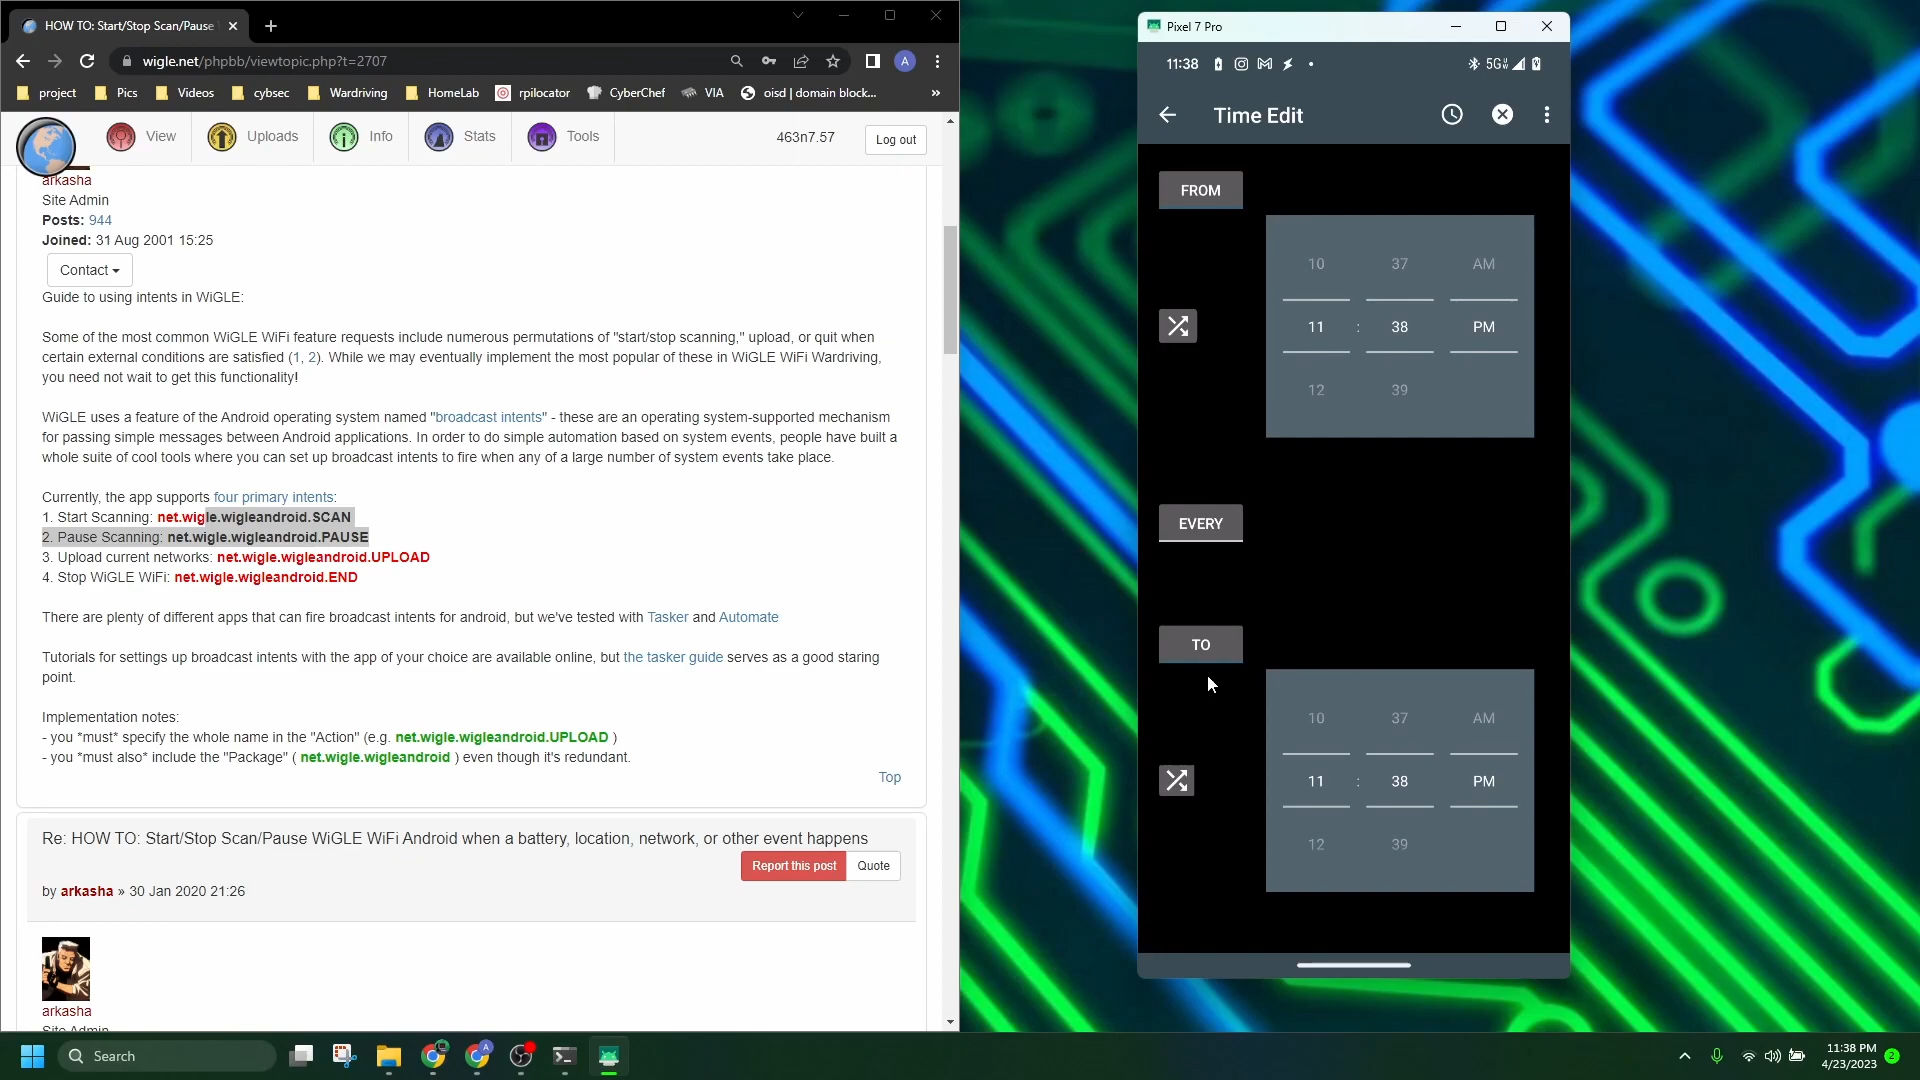 HOW TO: Start/Stop Scan/Pause
wigle.net/phpbb/viewtopic.php?t=2707
A
project
Pics
Videos
cybsec
Wardriving
HomeLab
rpilocator
CyberChef
VIA
oisd | domain block...
»
View
Uploads
Info
Stats
Tools
463n7.57
Log out
arkasha
Site Admin
Posts: 944
Joined: 31 Aug 2001 15:25
Contact
Guide to using intents in WiGLE:
Some of the most common WiGLE WiFi feature requests include numerous permutations of "start/stop scanning," upload, or quit when
certain external conditions are satisfied (1, 2). While we may eventually implement the most popular of these in WiGLE WiFi Wardriving,
you need not wait to get this functionality!
WiGLE uses a feature of the Android operating system named "broadcast intents" - these are an operating system-supported mechanism
for passing simple messages between Android applications. In order to do simple automation based on system events, people have built a
whole suite of cool tools where you can set up broadcast intents to fire when any of a large number of system events take place.
Currently, the app supports four primary intents:
1. Start Scanning: net.wigle.wigleandroid.SCAN
2. Pause Scanning: net.wigle.wigleandroid.PAUSE
3. Upload current networks: net.wigle.wigleandroid.UPLOAD
4. Stop WiGLE WiFi: net.wigle.wigleandroid.END
There are plenty of different apps that can fire broadcast intents for android, but we've tested with Tasker and Automate
Tutorials for settings up broadcast intents with the app of your choice are available online, but the tasker guide serves as a good staring
point.
Implementation notes:
- you *must* specify the whole name in the "Action" (e.g. net.wigle.wigleandroid.UPLOAD )
- you *must also* include the "Package" ( net.wigle.wigleandroid ) even though it's redundant.
Top
Re: HOW TO: Start/Stop Scan/Pause WiGLE WiFi Android when a battery, location, network, or other event happens
Report this post
Quote
by arkasha » 30 Jan 2020 21:26
arkasha
Site Admin
Pixel 7 Pro
11:38
5G
Time Edit
FROM
10 37 AM
11 : 38 PM
12 39
EVERY
TO
10 37 AM
11 : 38 PM
12 39
Search
A
11:38 PM
4/23/2023
2